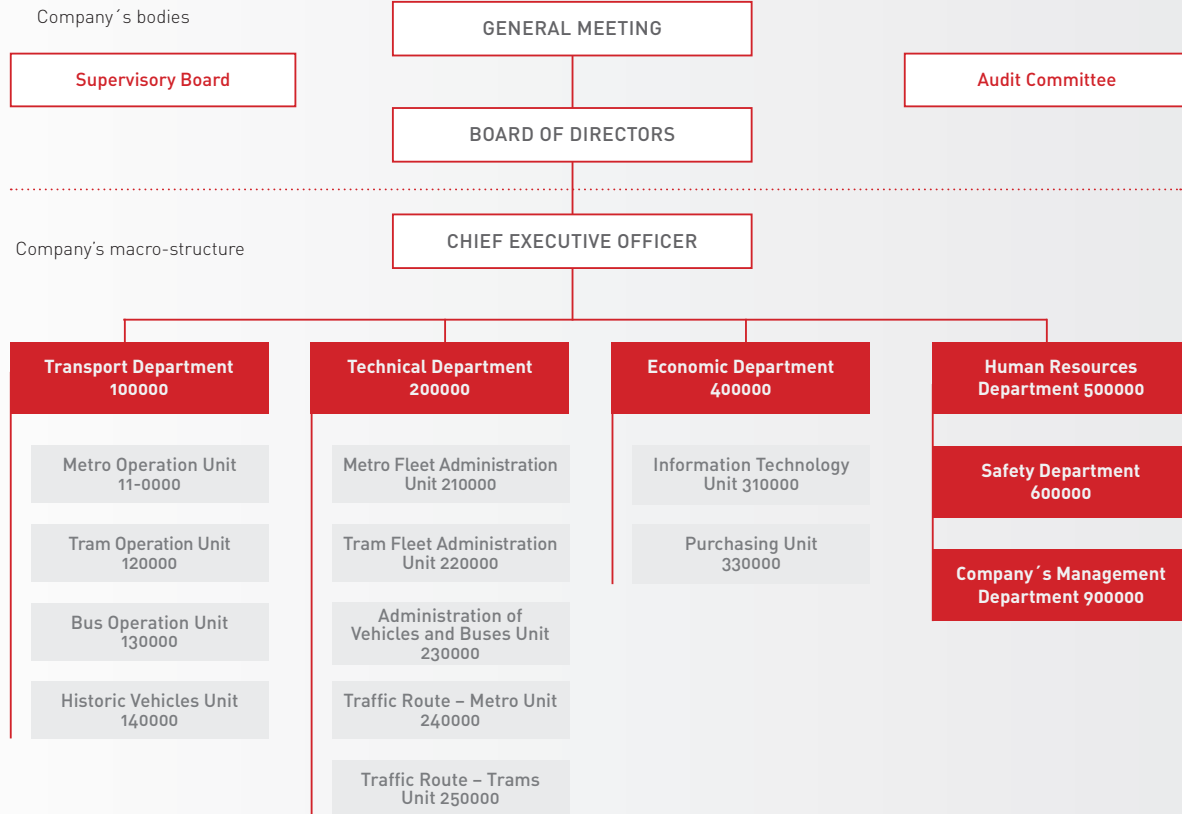 Company´s bodies
GENERAL MEETING
Supervisory Board
Audit Committee
BOARD OF DIRECTORS
Company's macro-structure
CHIEF EXECUTIVE OFFICER
Transport Department
100000
Metro Operation Unit
11-0000
Tram Operation Unit
120000
Bus Operation Unit
130000
Historic Vehicles Unit
140000
Technical Department
200000
Metro Fleet Administration
Unit 210000
Tram Fleet Administration
Unit 220000
Administration of
Vehicles and Buses Unit
230000
Traffic Route – Metro Unit
240000
Traffic Route – Trams
Unit 250000
Economic Department
400000
Information Technology
Unit 310000
Purchasing Unit
330000
Human Resources
Department 500000
Safety Department
600000
Company´s Management
Department 900000